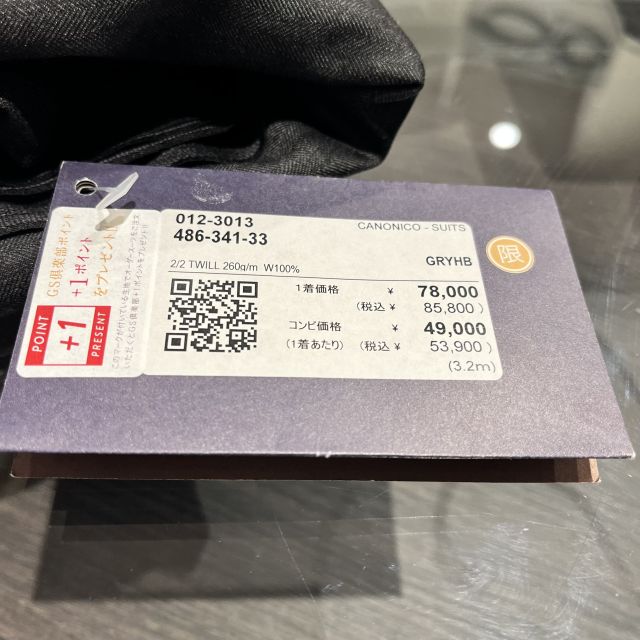 012-3013
486-341-33
CANONICO - SUITS
GRYHB
2/2 TWILL 260g/m W100%
1着価格 ¥ 78,000
(税込 ¥ 85,800 )
コンビ価格 ¥ 49,000
(1着あたり) (税込 ¥ 53,900 )
(3.2m)
限
GS倶楽部ポイント
+1ポイント
をプレゼント
POINT
+1
PRESENT